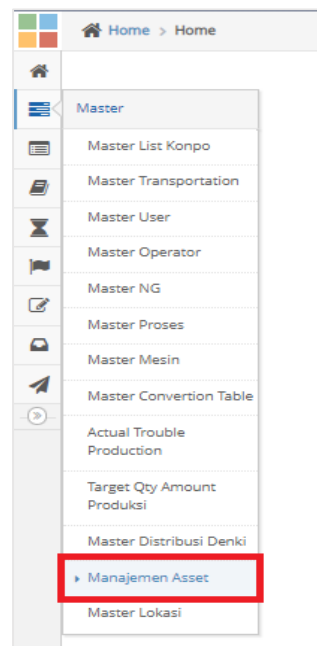 Home > Home
Master
Master List Konpo
Master Transportation
Master User
Master Operator
Master NG
Master Proses
Master Mesin
Master Convertion Table
Actual Trouble
Production
Target Qty Amount
Produksi
Master Distribusi Denki
Manajemen Asset
Master Lokasi